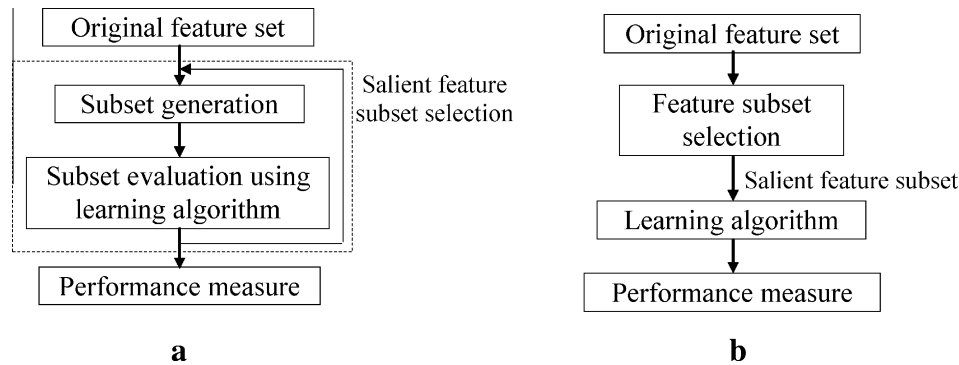 Original feature set
Subset generation
Salient feature
subset selection
Subset evaluation using
learning algorithm
Performance measure
a
Original feature set
Feature subset
selection
Salient feature subset
Learning algorithm
Performance measure
b